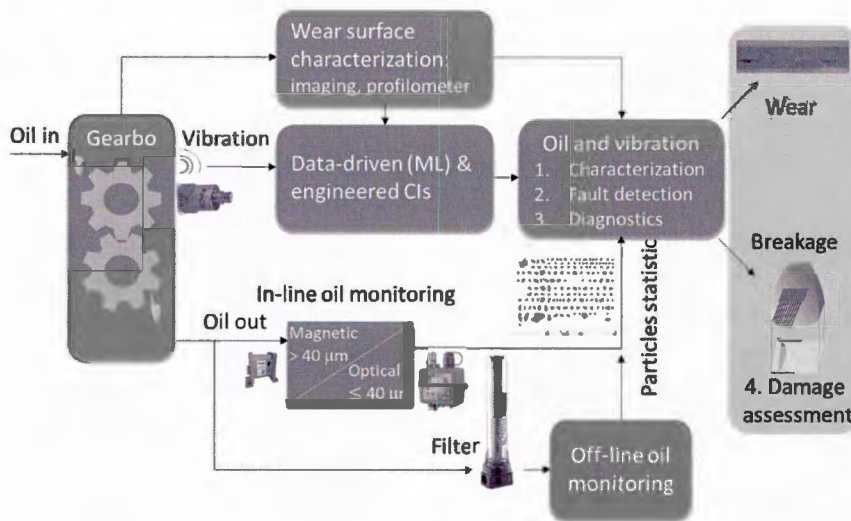 Wear surface
characterization:
imaging, profilometer
Oil in
Gearbo
Vibration
Data-driven (ML) &
engineered CIs
Oil and vibration
1. Characterization
2. Fault detection
3 Diagnostics
Wear
Breakage
4. Damage
assessment
In-line oil monitoring
Oil out
Magnetic
> 40 µm
Optical
≤ 40 µr
Particles statistic
Filter
Off-line oil
monitoring